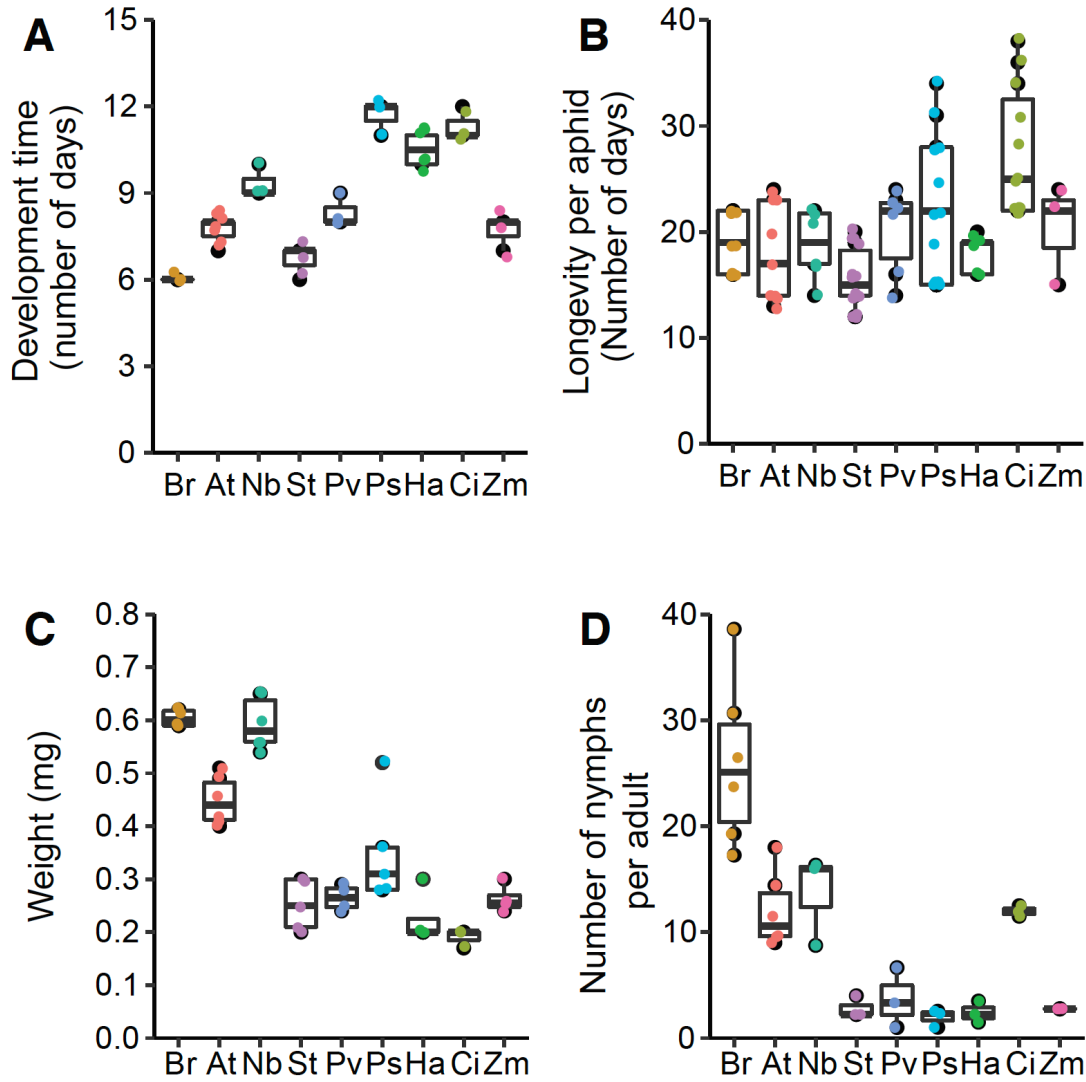 A
Development time
(number of days)
15
12
9
6
3
0
Br At Nb St Pv Ps Ha Ci Zm
B
Longevity per aphid
(Number of days)
40
30
20
10
0
Br At Nb St Pv Ps Ha Ci Zm
C
Weight (mg)
0.8
0.7
0.6
0.5
0.4
0.3
0.2
0.1
0.0
Br At Nb St Pv Ps Ha Ci Zm
D
Number of nymphs
per adult
40
30
20
10
0
Br At Nb St Pv Ps Ha Ci Zm